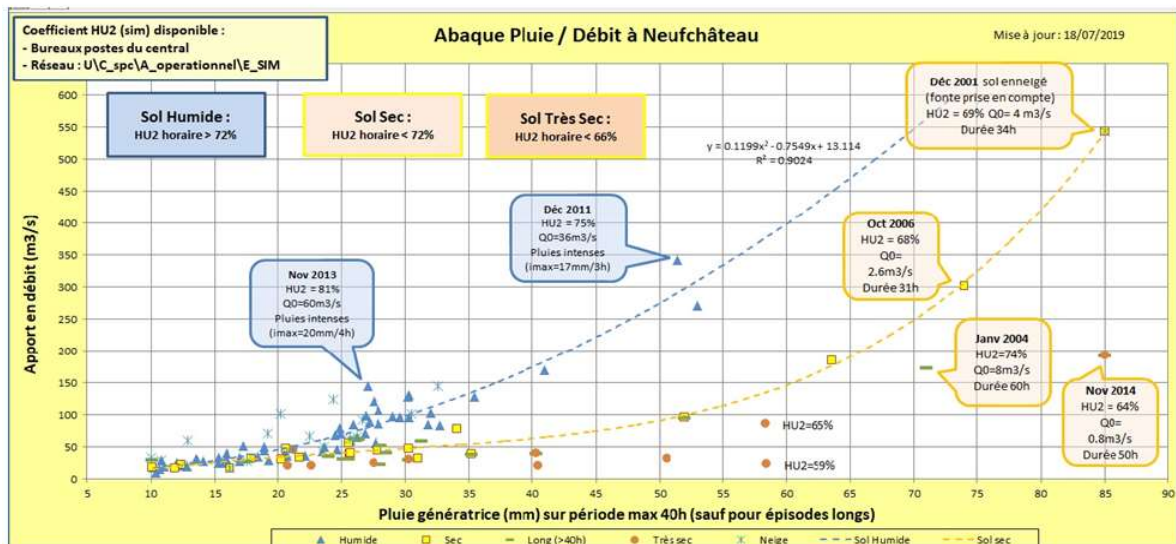 Coefficient HU2 (sim) disponible :
- Bureaux postes du central
- Réseau : U\C_spc\A_operationnel\E_SIM
Abaque Pluie / Débit à Neufchâteau
Mise à jour : 18/07/2019
Sol Humide :
HU2 horaire > 72%
Sol Sec :
HU2 horaire < 72%
Sol Très Sec :
HU2 horaire < 66%
Déc 2001 sol enneigé
(fonte prise en compte)
HU2 = 69% Q0= 4 m3/s
Durée 34h
y = 0.1199x² - 0.7549x + 13.114
R² = 0.9024
Déc 2011
HU2 = 75%
Q0=36m3/s
Pluies intenses
(imax=17mm/3h)
Oct 2006
HU2 = 68%
Q0=
2.6m3/s
Durée 31h
Nov 2013
HU2 = 81%
Q0=60m3/s
Pluies intenses
(imax=20mm/4h)
Janv 2004
HU2=74%
Q0=8m3/s
Durée 60h
Nov 2014
HU2 = 64%
Q0=
0.8m3/s
Durée 50h
HU2=65%
HU2=59%
Apport en débit (m3/s)
600
550
500
450
400
350
300
250
200
150
100
50
0
5 10 15 20 25 30 35 40 45 50 55 60 65 70 75 80 85 90
Pluie génératrice (mm) sur période max 40h (sauf pour épisodes longs)
Humide Sec Long (>40h) Très sec Neige Sol Humide Sol sec